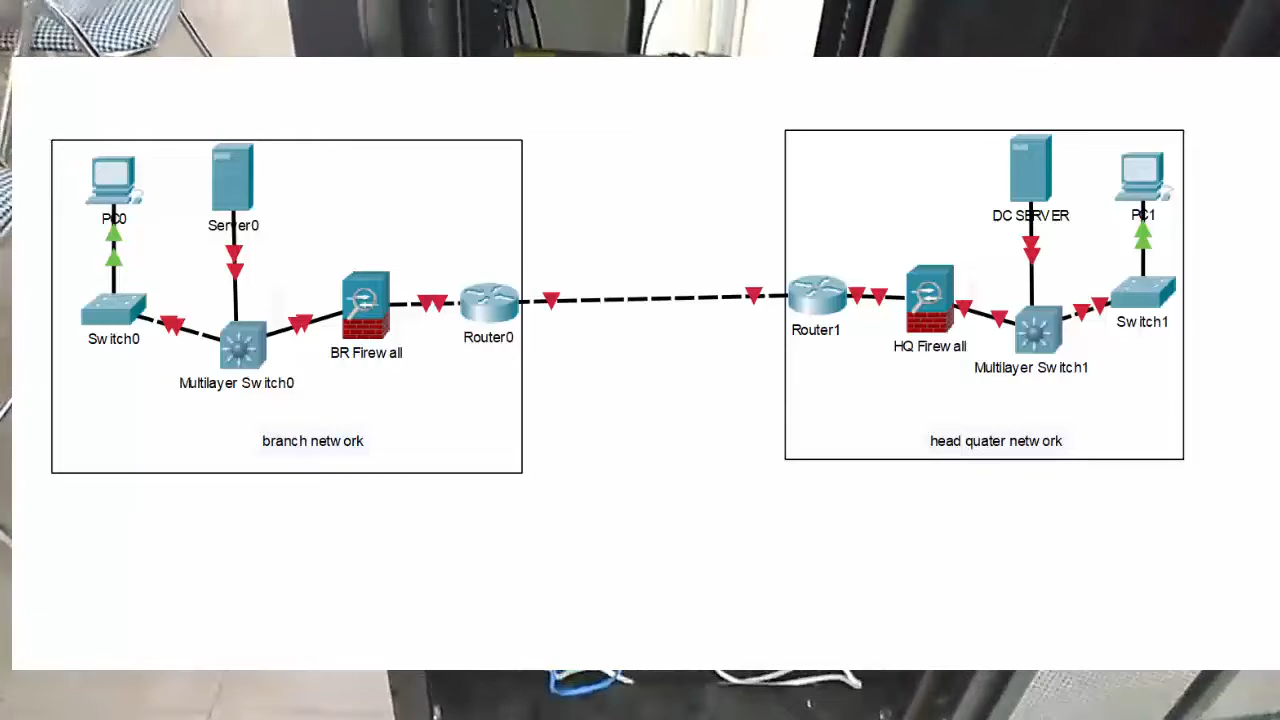 PC0
Server0
Switch0
Multilayer Switch0
BR Firewall
Router0
branch network
DC SERVER
PC1
Router1
HQ Firewall
Multilayer Switch1
Switch1
head quater network